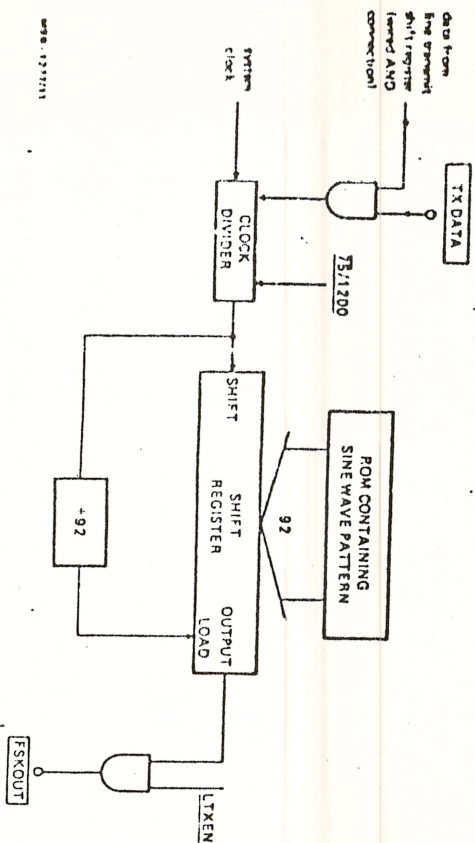 data from
line transmit
shift register
(wired AND
connection)
TX DATA
system
clock
CLOCK
DIVIDER
75/1200
ROM CONTAINING
SINE WAVE PATTERN
92
SHIFT
SHIFT
REGISTER
OUTPUT
LOAD
÷92
LTXEN
FSKOUT